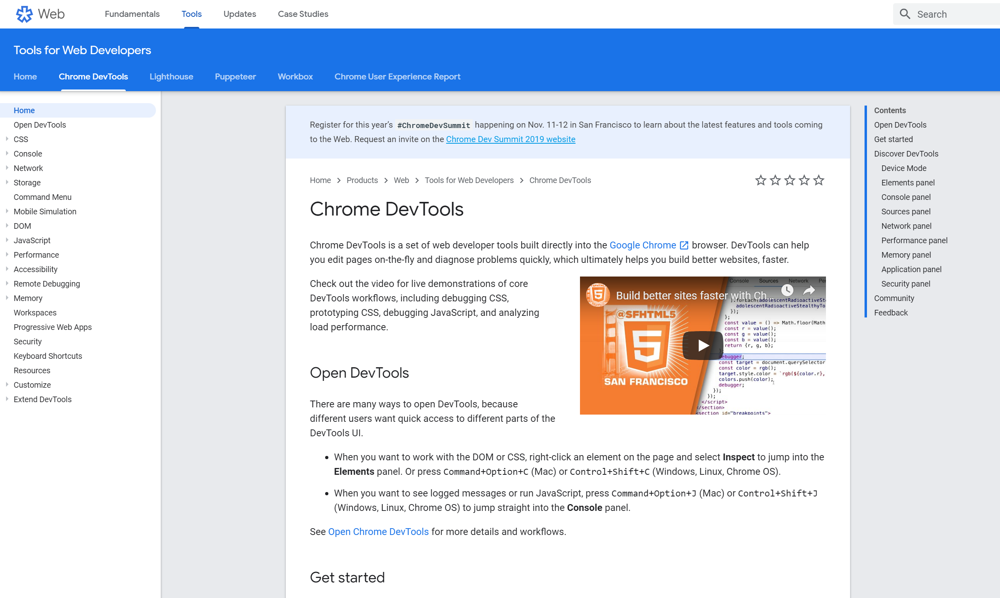 Web
Fundamentals
Tools
Updates
Case Studies
Search
Tools for Web Developers
Home
Chrome DevTools
Lighthouse
Puppeteer
Workbox
Chrome User Experience Report
Home
Open DevTools
CSS
Console
Network
Storage
Command Menu
Mobile Simulation
DOM
JavaScript
Performance
Accessibility
Remote Debugging
Memory
Workspaces
Progressive Web Apps
Security
Keyboard Shortcuts
Resources
Customize
Extend DevTools
Register for this year’s #ChromeDevSummit happening on Nov. 11-12 in San Francisco to learn about the latest features and tools coming
to the Web. Request an invite on the Chrome Dev Summit 2019 website
Home > Products > Web > Tools for Web Developers > Chrome DevTools
Chrome DevTools
Chrome DevTools is a set of web developer tools built directly into the Google Chrome browser. DevTools can help
you edit pages on-the-fly and diagnose problems quickly, which ultimately helps you build better websites, faster.
Check out the video for live demonstrations of core
DevTools workflows, including debugging CSS,
prototyping CSS, debugging JavaScript, and analyzing
load performance.
Console Sources Network
Build better sites faster with Ch...
@SFHTML5
5
SAN FRANCISCO
].forEach(adolescentRadioactiveSte
adolescentRadioactiveStealthyTo
});
};
const value = () => Math.floor(Math
const r = value();
const g = value();
const b = value();
return {r, g, b};
};
debugger;
const target = document.querySelector
const color = rgb();
target.style.color = `rgb(${color.r},
colors.push(color);
debugger;
});
});
</script>
</section>
<section id="breakpoints">
Open DevTools
There are many ways to open DevTools, because
different users want quick access to different parts of the
DevTools UI.
• When you want to work with the DOM or CSS, right-click an element on the page and select Inspect to jump into the
Elements panel. Or press Command+Option+C (Mac) or Control+Shift+C (Windows, Linux, Chrome OS).
• When you want to see logged messages or run JavaScript, press Command+Option+J (Mac) or Control+Shift+J
(Windows, Linux, Chrome OS) to jump straight into the Console panel.
See Open Chrome DevTools for more details and workflows.
Get started
Contents
Open DevTools
Get started
Discover DevTools
Device Mode
Elements panel
Console panel
Sources panel
Network panel
Performance panel
Memory panel
Application panel
Security panel
Community
Feedback